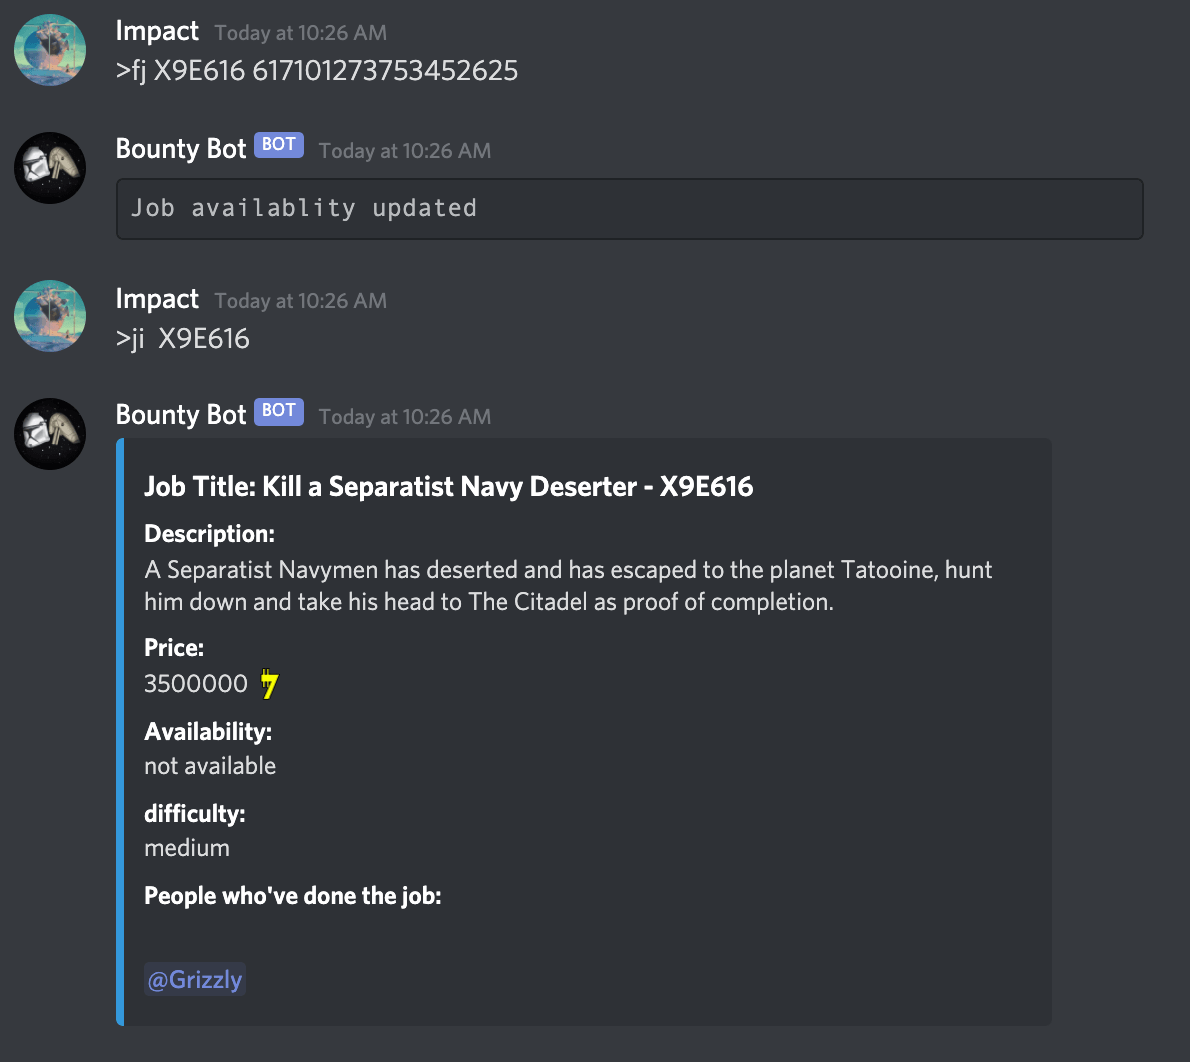 Impact Today at 10:26 AM
>fj X9E616 617101273753452625
Bounty Bot BOT Today at 10:26 AM
Job availablity updated
Impact Today at 10:26 AM
>ji  X9E616
Bounty Bot BOT Today at 10:26 AM
Job Title: Kill a Separatist Navy Deserter - X9E616
Description:
A Separatist Navymen has deserted and has escaped to the planet Tatooine, hunt
him down and take his head to The Citadel as proof of completion.
Price:
3500000
Availability:
not available
difficulty:
medium
People who've done the job:
@Grizzly